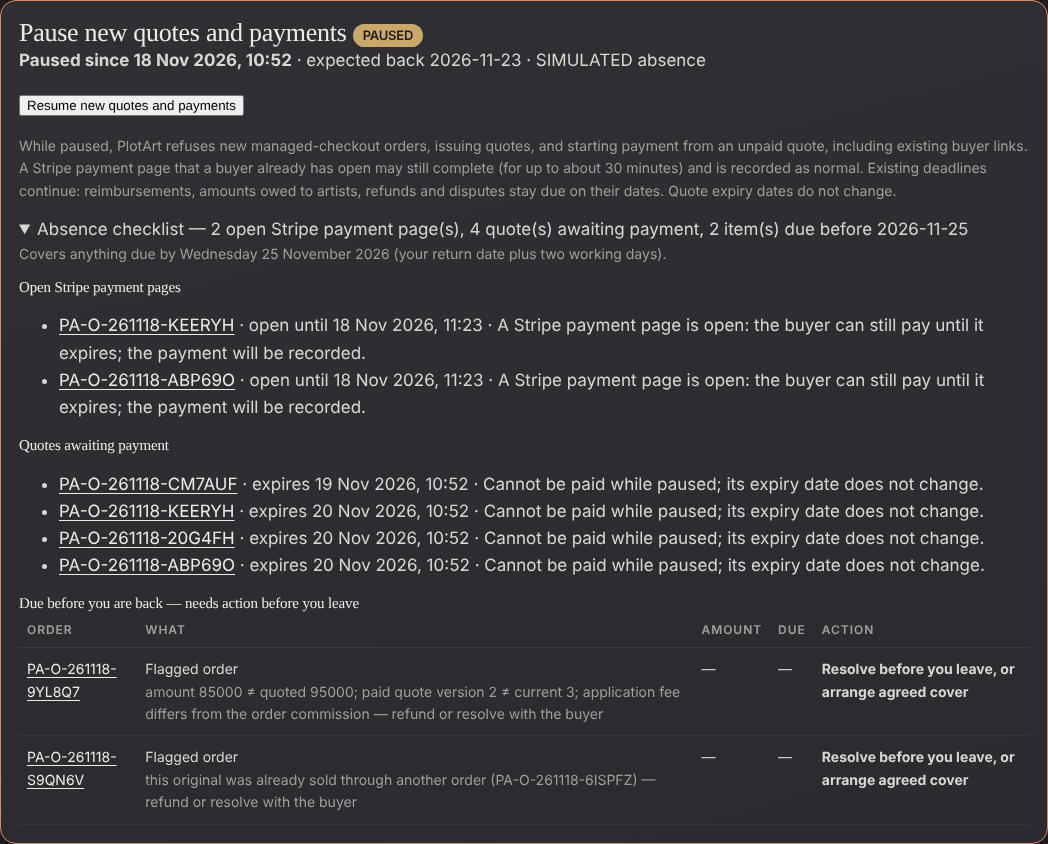 Pause new quotes and payments PAUSED
Paused since 18 Nov 2026, 10:52 · expected back 2026-11-23 · SIMULATED absence
Resume new quotes and payments
While paused, PlotArt refuses new managed-checkout orders, issuing quotes, and starting payment from an unpaid quote, including existing buyer links.
A Stripe payment page that a buyer already has open may still complete (for up to about 30 minutes) and is recorded as normal. Existing deadlines
continue: reimbursements, amounts owed to artists, refunds and disputes stay due on their dates. Quote expiry dates do not change.
▼ Absence checklist — 2 open Stripe payment page(s), 4 quote(s) awaiting payment, 2 item(s) due before 2026-11-25
Covers anything due by Wednesday 25 November 2026 (your return date plus two working days).
Open Stripe payment pages
• PA-O-261118-KEERYH · open until 18 Nov 2026, 11:23 · A Stripe payment page is open: the buyer can still pay until it
expires; the payment will be recorded.
• PA-O-261118-ABP69O · open until 18 Nov 2026, 11:23 · A Stripe payment page is open: the buyer can still pay until it
expires; the payment will be recorded.
Quotes awaiting payment
• PA-O-261118-CM7AUF · expires 19 Nov 2026, 10:52 · Cannot be paid while paused; its expiry date does not change.
• PA-O-261118-KEERYH · expires 20 Nov 2026, 10:52 · Cannot be paid while paused; its expiry date does not change.
• PA-O-261118-20G4FH · expires 20 Nov 2026, 10:52 · Cannot be paid while paused; its expiry date does not change.
• PA-O-261118-ABP69O · expires 20 Nov 2026, 10:52 · Cannot be paid while paused; its expiry date does not change.
Due before you are back — needs action before you leave
ORDER WHAT AMOUNT DUE ACTION
PA-O-261118- Flagged order — — Resolve before you leave, or
9YL8Q7 amount 85000 ≠ quoted 95000; paid quote version 2 ≠ current 3; application fee arrange agreed cover
differs from the order commission — refund or resolve with the buyer
PA-O-261118- Flagged order — — Resolve before you leave, or
S9QN6V this original was already sold through another order (PA-O-261118-6ISPFZ) — arrange agreed cover
refund or resolve with the buyer